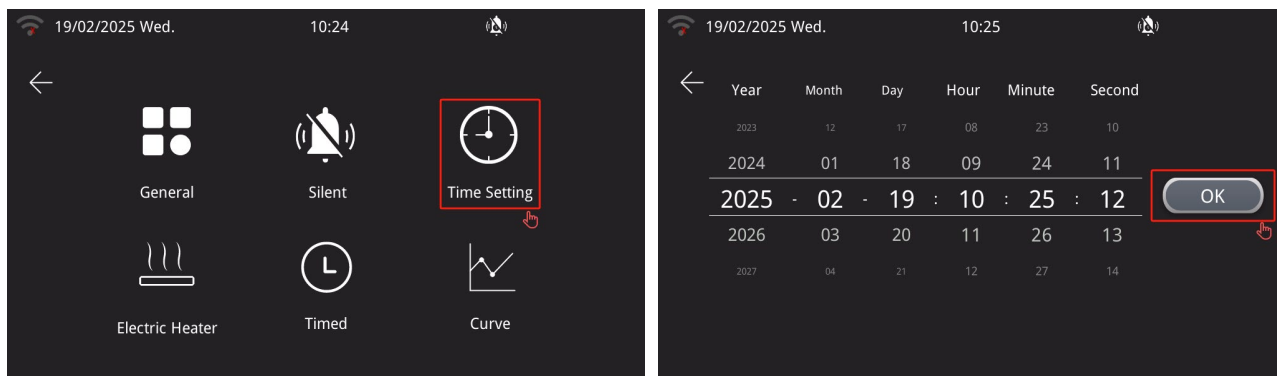 19/02/2025 Wed. 10:24
General Silent Time Setting
Electric Heater Timed Curve
19/02/2025 Wed. 10:25
Year Month Day Hour Minute Second
2023 12 17 08 23 10
2024 01 18 09 24 11
2025 - 02 - 19 : 10 : 25 : 12 OK
2026 03 20 11 26 13
2027 04 21 12 27 14